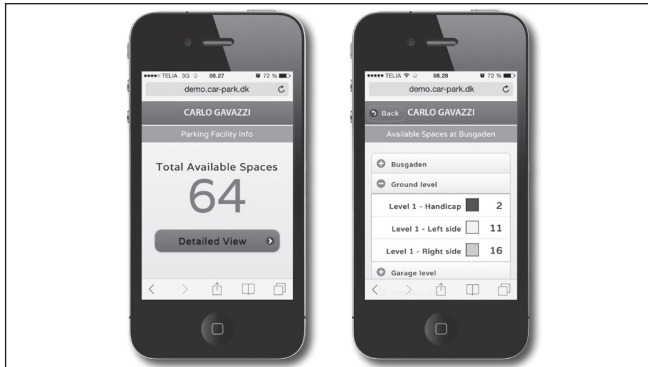 TELIA 3G 08.27 72 %
demo.car-park.dk
CARLO GAVAZZI
Parking Facility Info
Total Available Spaces
64
Detailed View
TELIA 08.28 72 %
demo.car-park.dk
Back CARLO GAVAZZI
Available Spaces at Busgaden
Busgaden
Ground level
Level 1 - Handicap 2
Level 1 - Left side 11
Level 1 - Right side 16
Garage level